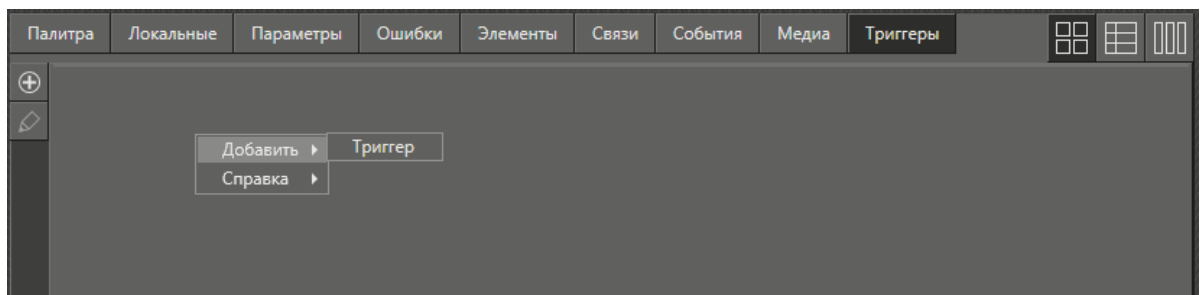 Палитра Локальные Параметры Ошибки Элементы Связи События Медиа Триггеры
Добавить Триггер
Справка